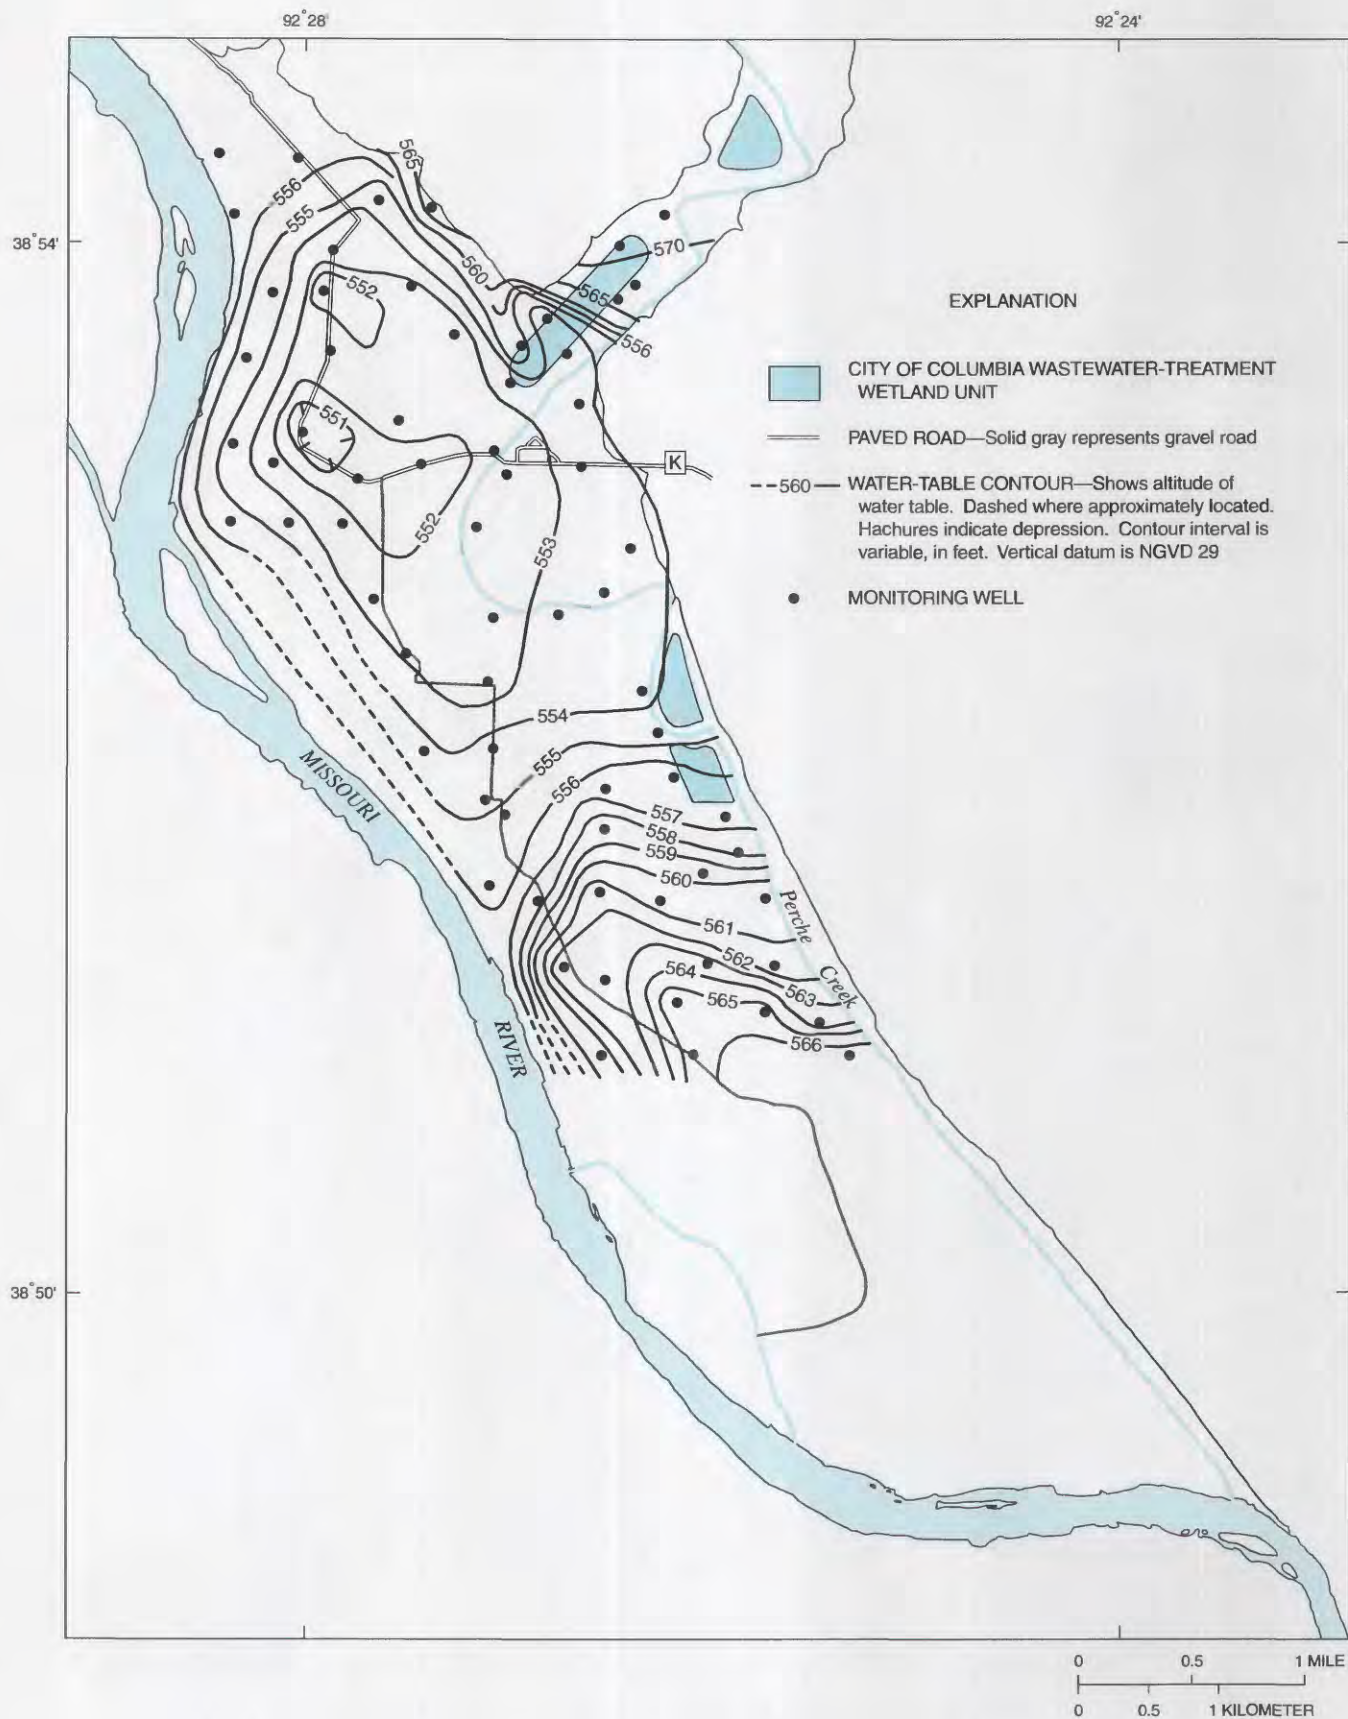 92°28'
92°24'
38°54'
38°50'
565
556
555
560
552
570
565
556
551
552
553
554
555
556
557
558
559
560
561
562
563
564
565
566
K
MISSOURI
RIVER
Perche
Creek
EXPLANATION
CITY OF COLUMBIA WASTEWATER-TREATMENT
WETLAND UNIT
PAVED ROAD—Solid gray represents gravel road
560
WATER-TABLE CONTOUR—Shows altitude of
water table. Dashed where approximately located.
Hachures indicate depression. Contour interval is
variable, in feet. Vertical datum is NGVD 29
MONITORING WELL
0 0.5 1 MILE
0 0.5 1 KILOMETER